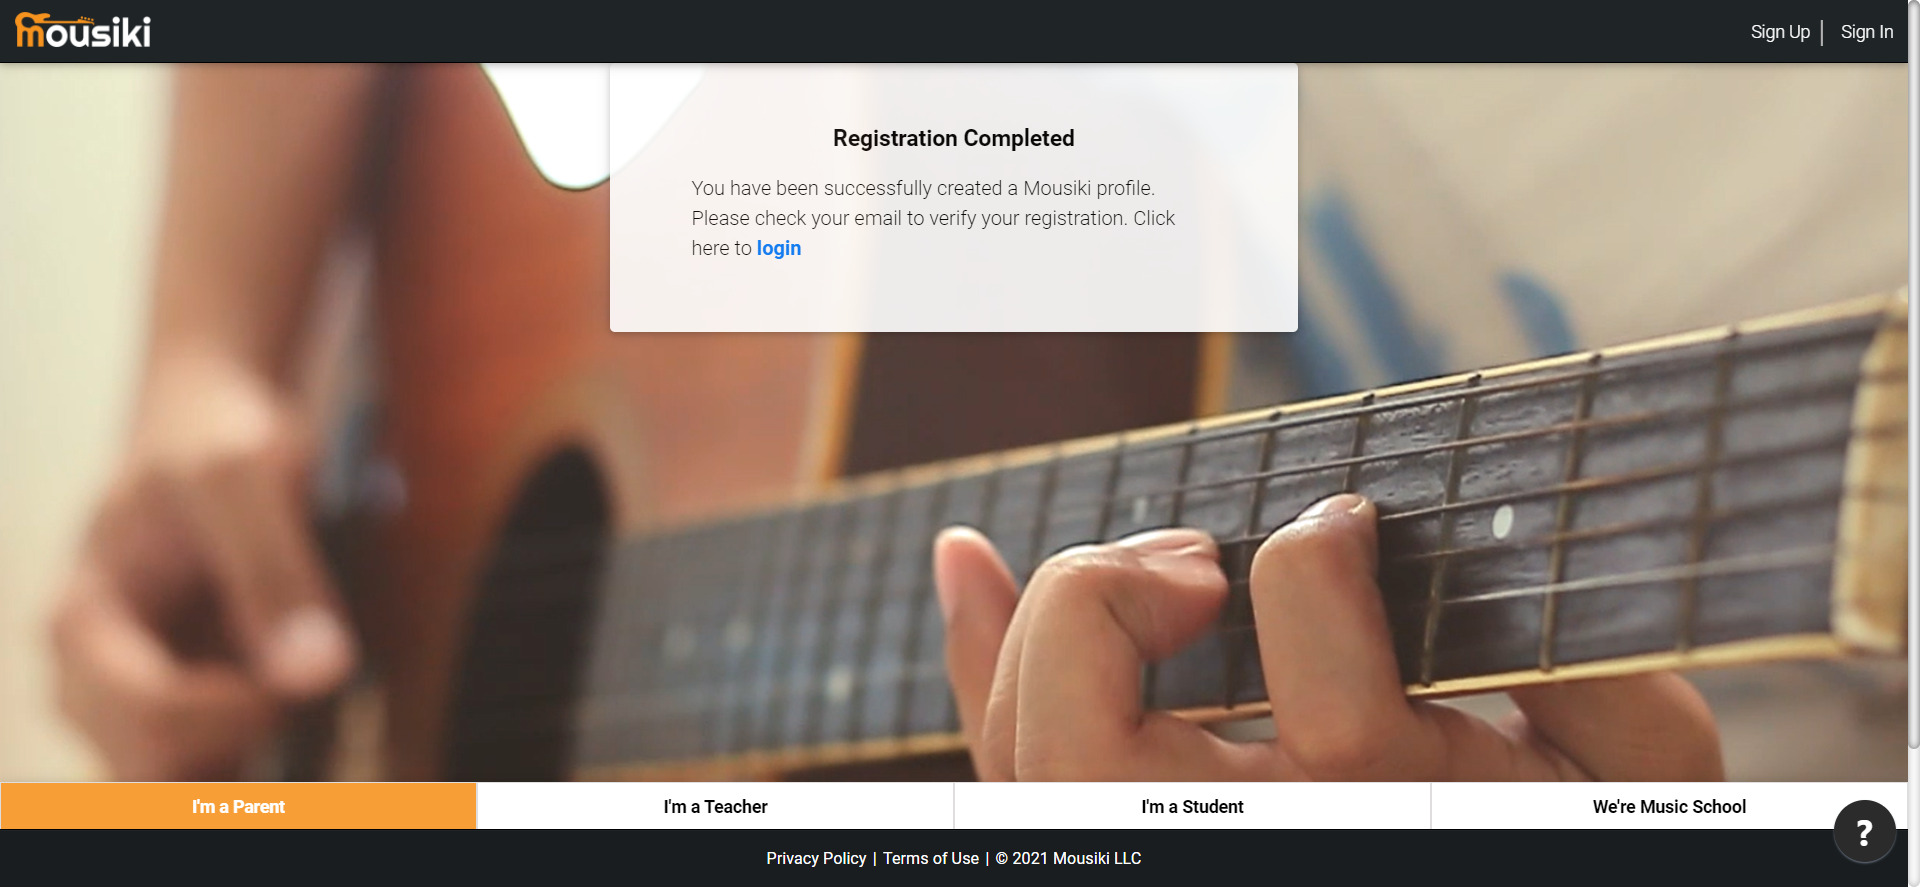 mousiki
Sign Up | Sign In
Registration Completed
You have been successfully created a Mousiki profile.
Please check your email to verify your registration. Click
here to login
I'm a Parent
I'm a Teacher
I'm a Student
We're Music School
?
Privacy Policy | Terms of Use | © 2021 Mousiki LLC